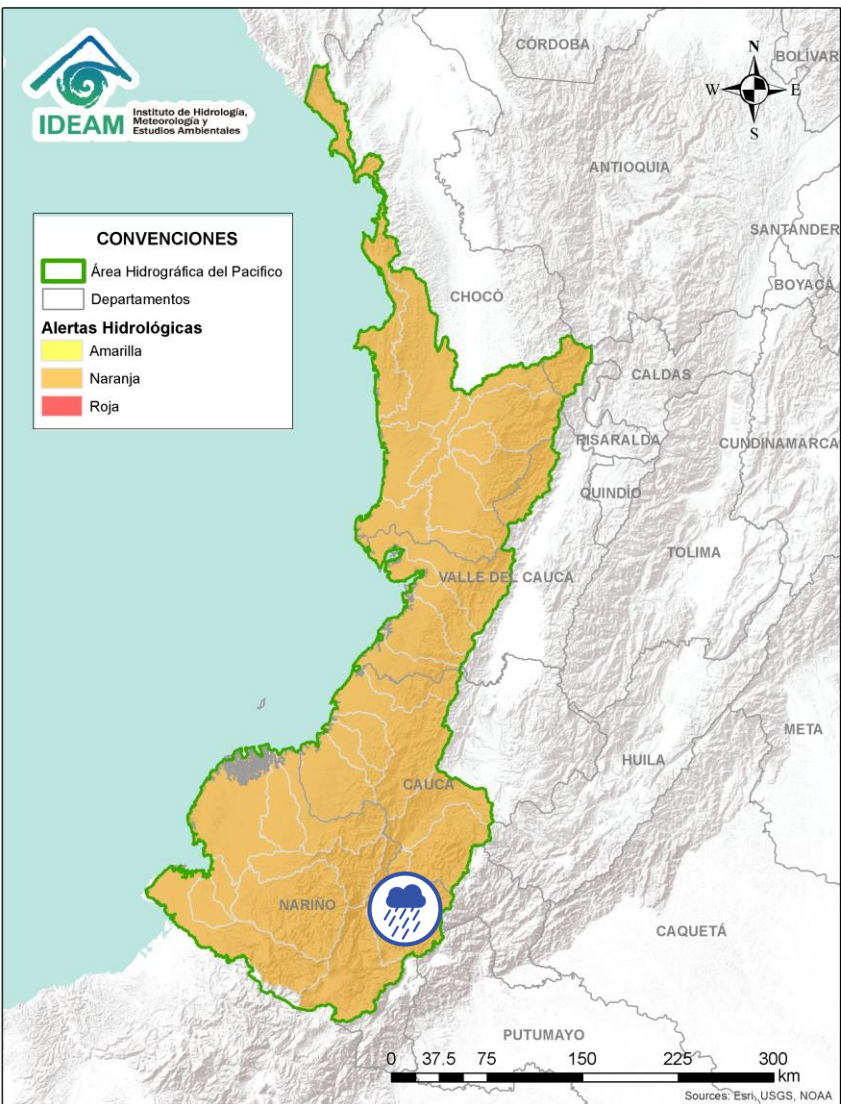 IDEAM
Instituto de Hidrología,
Meteorología y
Estudios Ambientales
CÓRDOBA
BOLÍVAR
N
W
E
S
ANTIOQUIA
SANTANDER
BOYACÁ
CONVENCIONES
Área Hidrográfica del Pacifico
Departamentos
Alertas Hidrológicas
Amarilla
Naranja
Roja
CHOCÓ
CALDAS
RISARALDA
CUNDINAMARCA
QUINDÍO
TOLIMA
VALLE DEL CAUCA
META
HUILA
CAUCA
NARIÑO
CAQUETÁ
PUTUMAYO
0 37.5 75 150 225 300
km
Sources: Esri, USGS, NOAA